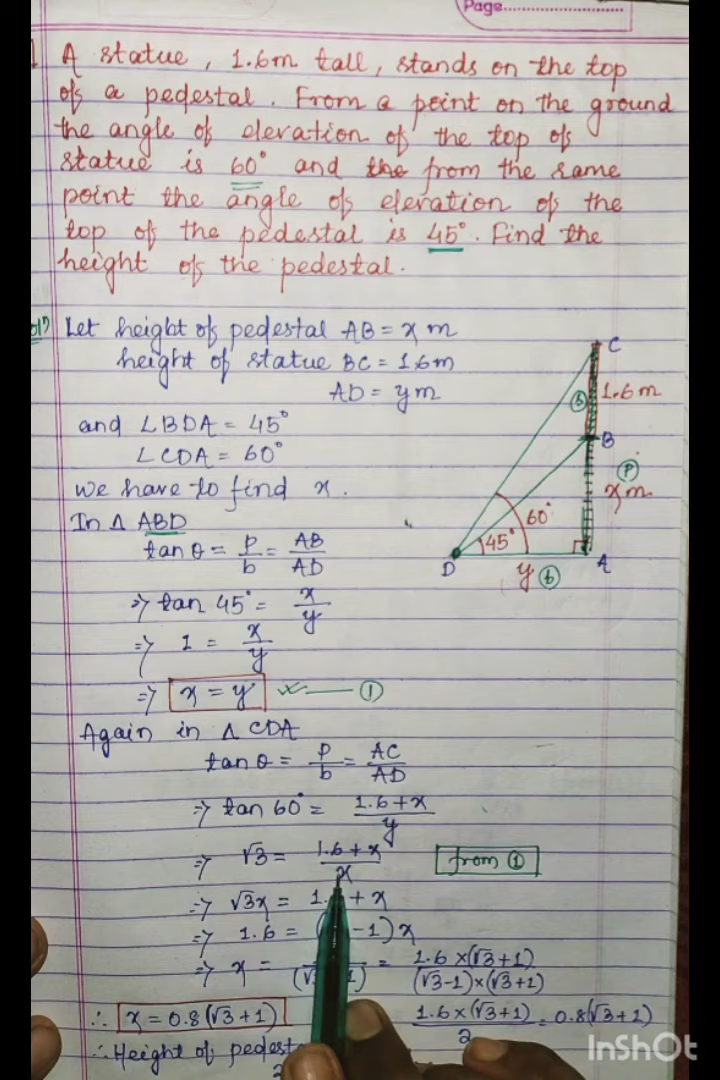 Page
1 A statue, 1.6m tall, stands on the top
of a pedestal. From a point on the ground
the angle of elevation of the top of
statue is 60° and the from the same
point the angle of elevation of the
top of the pedestal is 45°. Find the
height of the pedestal.
Let height of pedestal AB = x m
height of statue BC = 1.6m
AD = y m
and ∠BDA = 45°
∠CDA = 60°
we have to find x.
In Δ ABD
tan θ = p/b = AB/AD
⇒ tan 45° = x/y
⇒ 1 = x/y
⇒ x = y ①
Again in Δ CDA
tan θ = P/b = AC/AD
⇒ tan 60° = 1.6+x/y
⇒ √3 = 1.6+x/x from ①
⇒ √3x = 1. + x
⇒ 1.6 = ( -1)x
⇒ x = = 1.6×(√3+1)/(√3-1)×(√3+1)
∴ x = 0.8(√3+1) 1.6×(√3+1)/2 = 0.8(√3+1)
∴ Height of
C
1.6m
B
P
x m
60°
45°
D
y b
A
InShOt